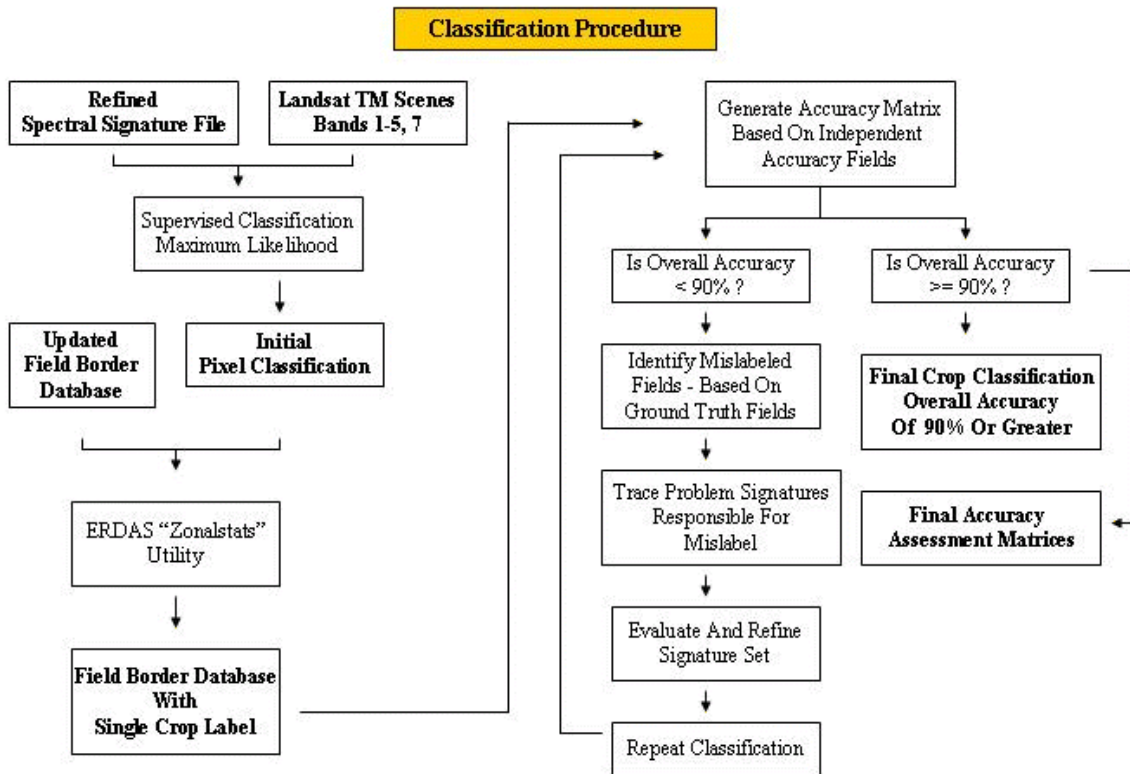 Classification Procedure
Refined
Spectral Signature File
Landsat TM Scenes
Bands 1-5, 7
Supervised Classification
Maximum Likelihood
Updated
Field Border
Database
Initial
Pixel Classification
ERDAS “Zonalstats”
Utility
Field Border Database
With
Single Crop Label
Generate Accuracy Matrix
Based On Independent
Accuracy Fields
Is Overall Accuracy
< 90% ?
Is Overall Accuracy
>= 90% ?
Identify Mislabeled
Fields - Based On
Ground Truth Fields
Final Crop Classification
Overall Accuracy
Of 90% Or Greater
Trace Problem Signatures
Responsible For
Mislabel
Final Accuracy
Assessment Matrices
Evaluate And Refine
Signature Set
Repeat Classification